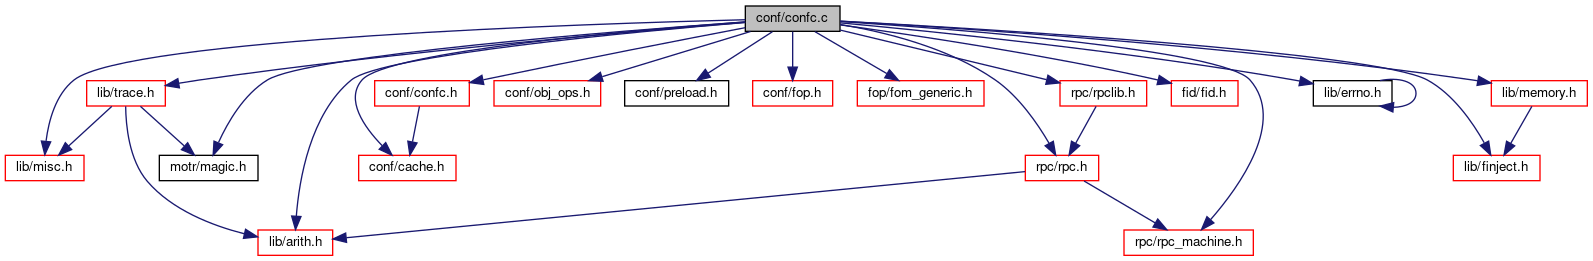 conf/confc.c
lib/trace.h
conf/confc.h
conf/obj_ops.h
conf/preload.h
conf/fop.h
fop/fom_generic.h
rpc/rpclib.h
fid/fid.h
lib/errno.h
lib/memory.h
lib/misc.h
motr/magic.h
conf/cache.h
rpc/rpc.h
lib/finject.h
lib/arith.h
rpc/rpc_machine.h